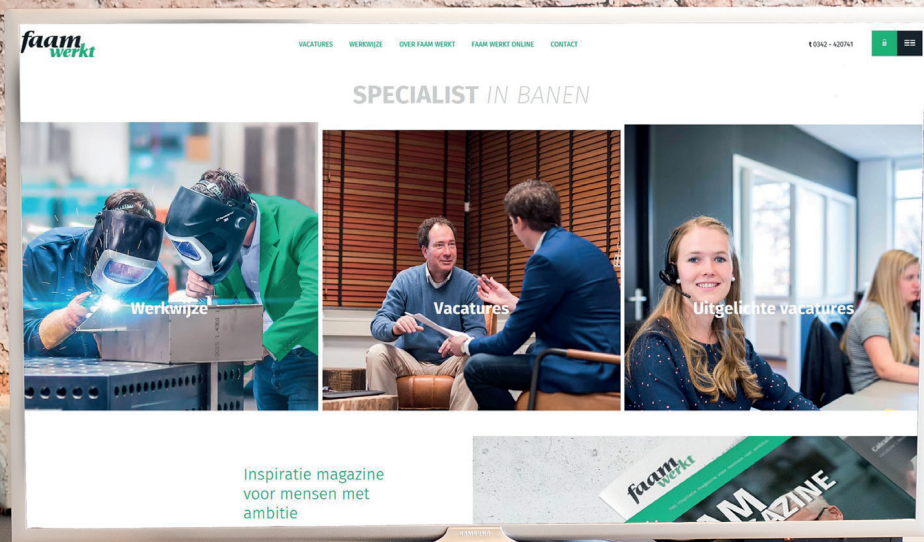 faam
werkt
VACATURES WERKWIJZE OVER FAAM WERKT FAAM WERKT ONLINE CONTACT
t 0342 - 420741
SPECIALIST IN BANEN
Werkwijze
Vacatures
Uitgelichte vacatures
Inspiratie magazine
voor mensen met
ambitie
faam
werkt
SAMSUNG